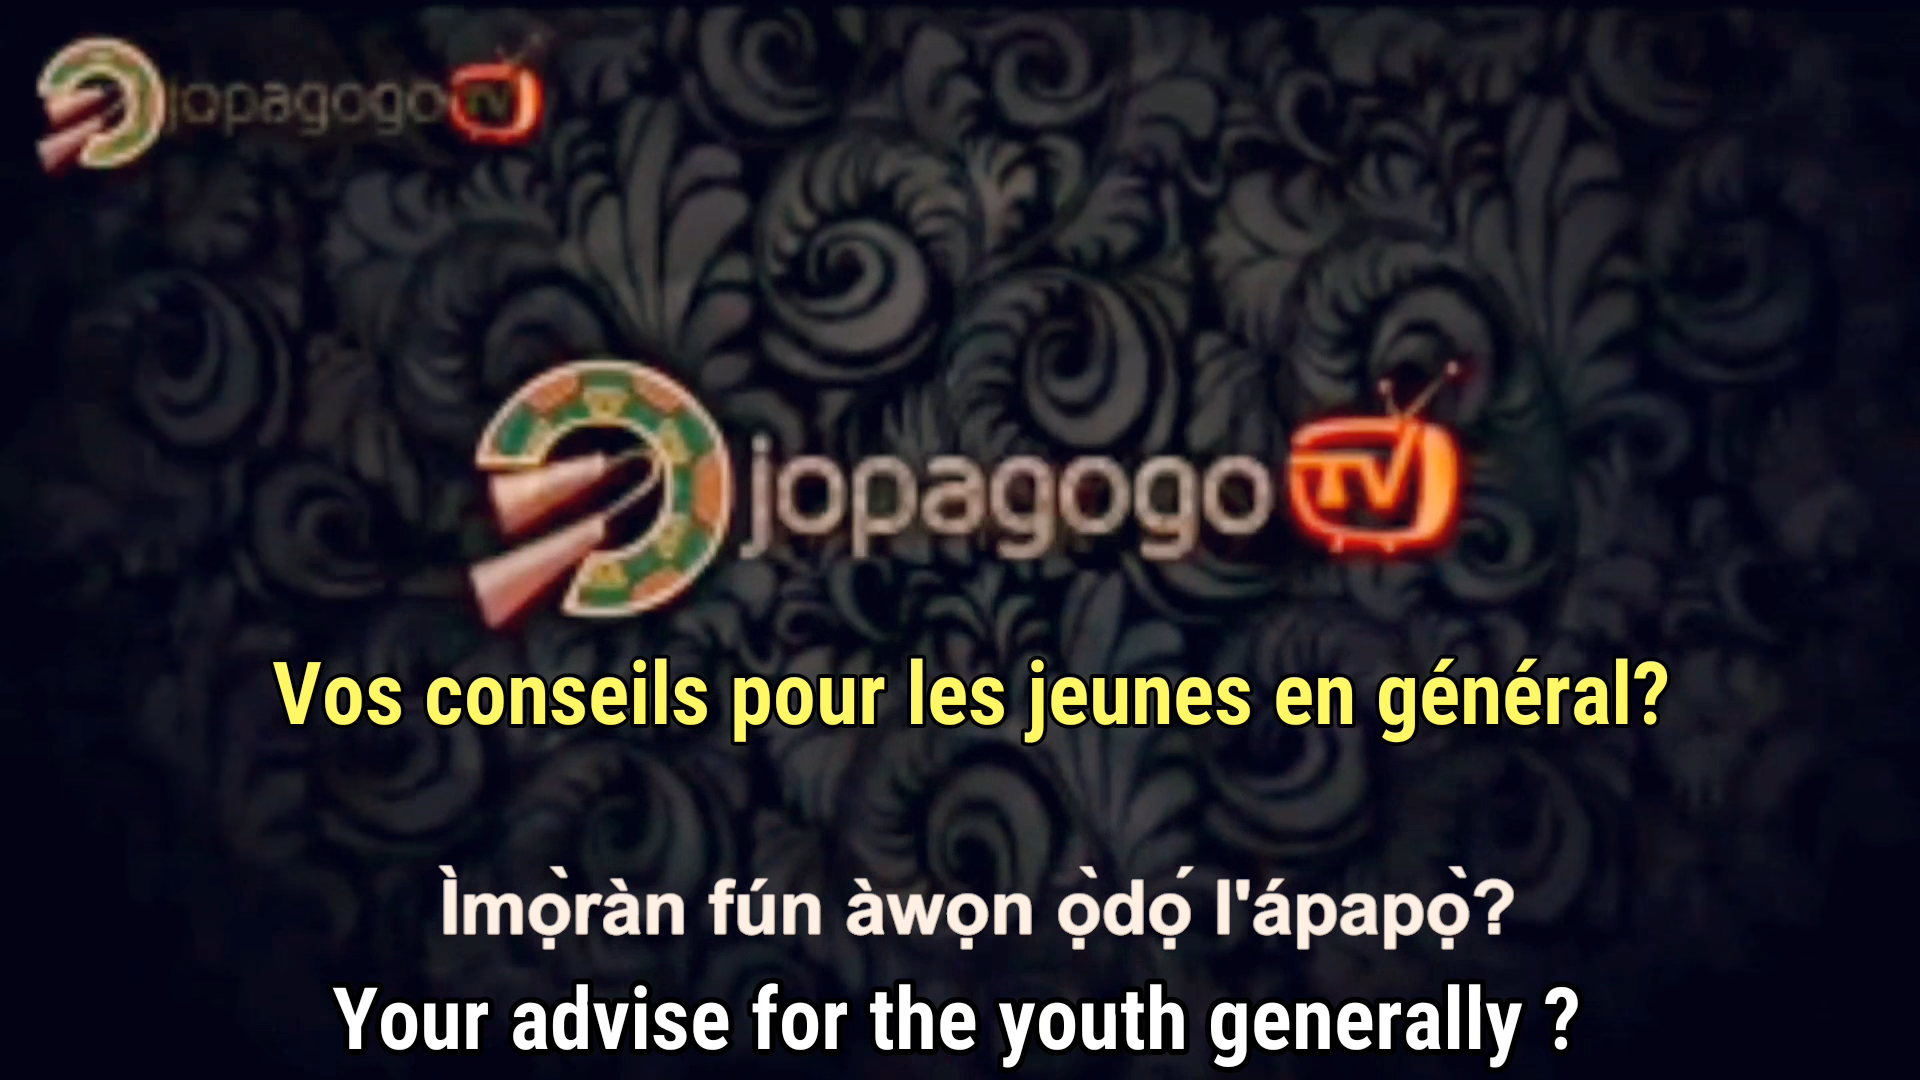 jopagogo TV
jopagogo TV
Vos conseils pour les jeunes en général?
Ìmọ̀ràn fún àwọn ọ̀dọ́ l'ápapọ̀?
Your advise for the youth generally ?